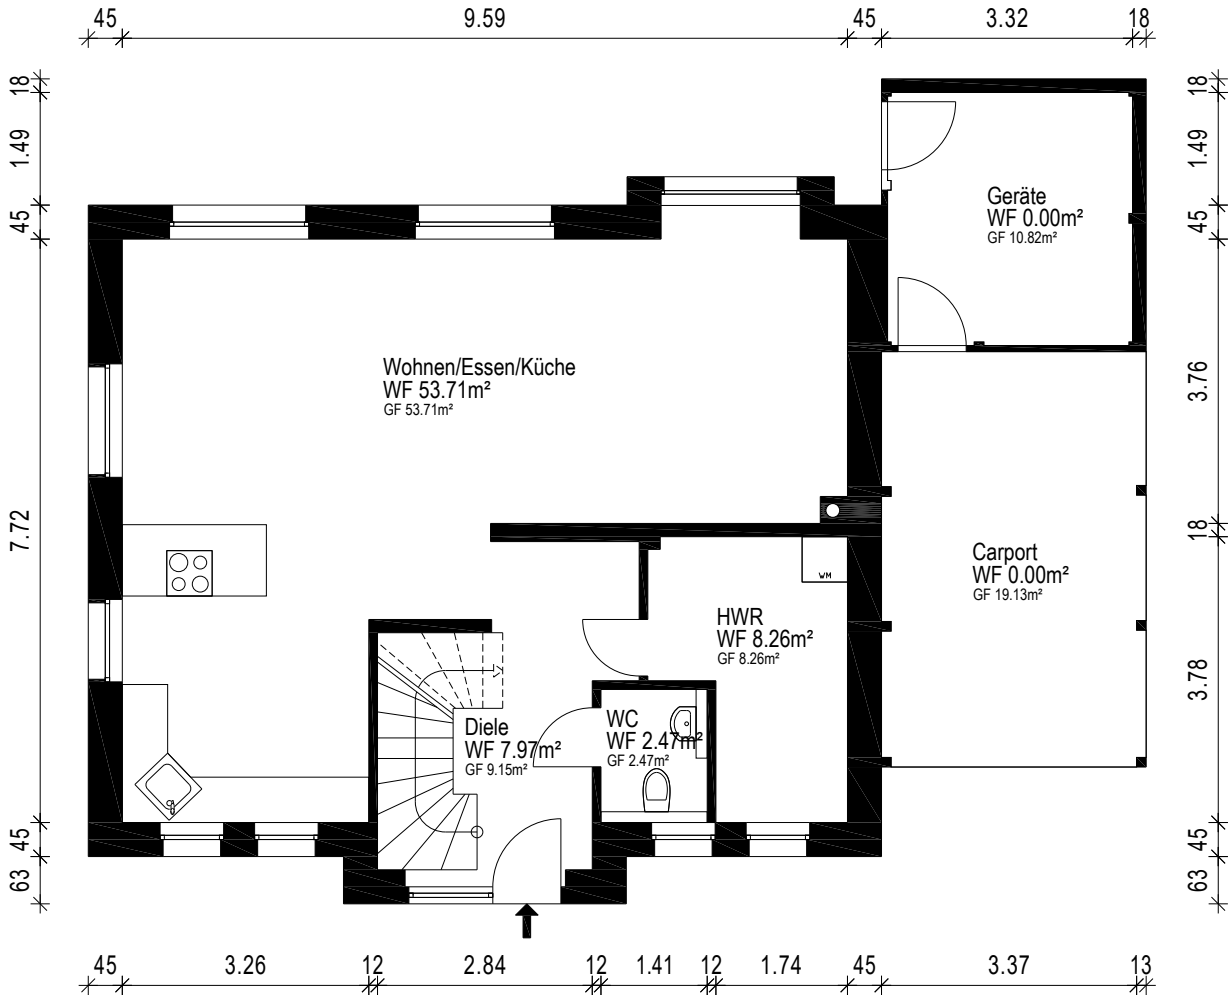 45 9.59 45 3.32 18
18 18
1.49 1.49
45 45
Geräte
WF 0.00m²
GF 10.82m²
Wohnen/Essen/Küche
WF 53.71m²
GF 53.71m²
3.76
7.72
18
Carport
WF 0.00m²
GF 19.13m²
WM
HWR
WF 8.26m²
GF 8.26m²
3.78
Diele
WF 7.97m²
GF 9.15m²
WC
WF 2.47m²
GF 2.47m²
45 45
63 63
45 3.26 12 2.84 12 1.41 12 1.74 45 3.37 13